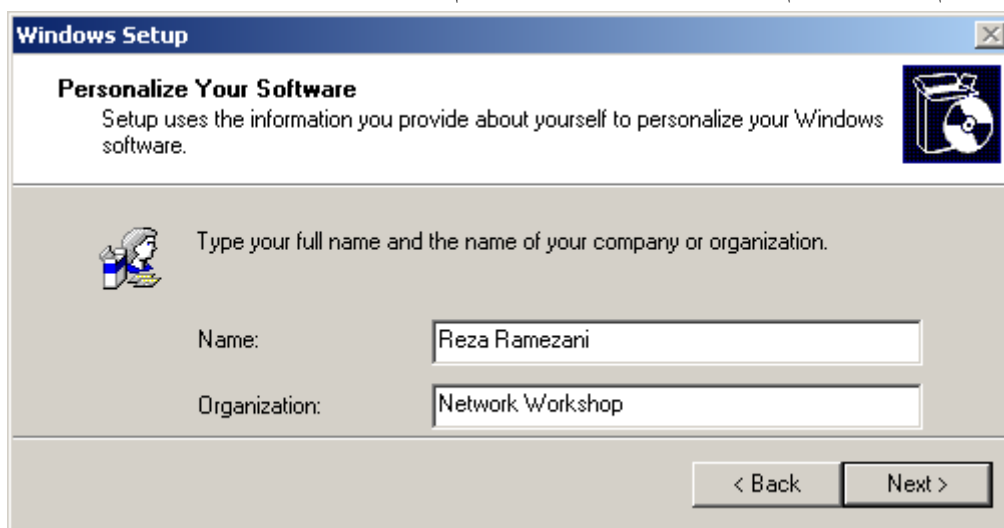 Windows Setup
Personalize Your Software
Setup uses the information you provide about yourself to personalize your Windows
software.
Type your full name and the name of your company or organization.
Name:
Reza Ramezani
Organization:
Network Workshop
< Back
Next >